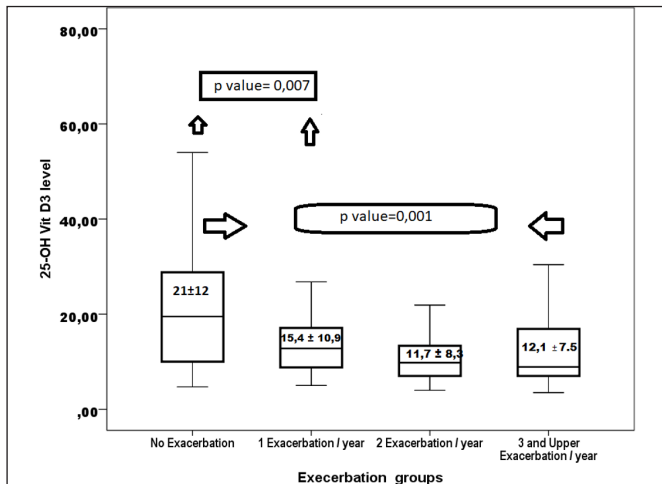 80,00
p value= 0,007
60,00
40,00
p value=0,001
25-OH Vit D3 level
21±12
20,00
15,4 ± 10,9
11,7 ± 8,3
12,1 ±7.5
,00
No Exacerbation
1 Exacerbation / year
2 Exacerbation / year
3 and Upper
Exacerbation / year
Execerbation groups